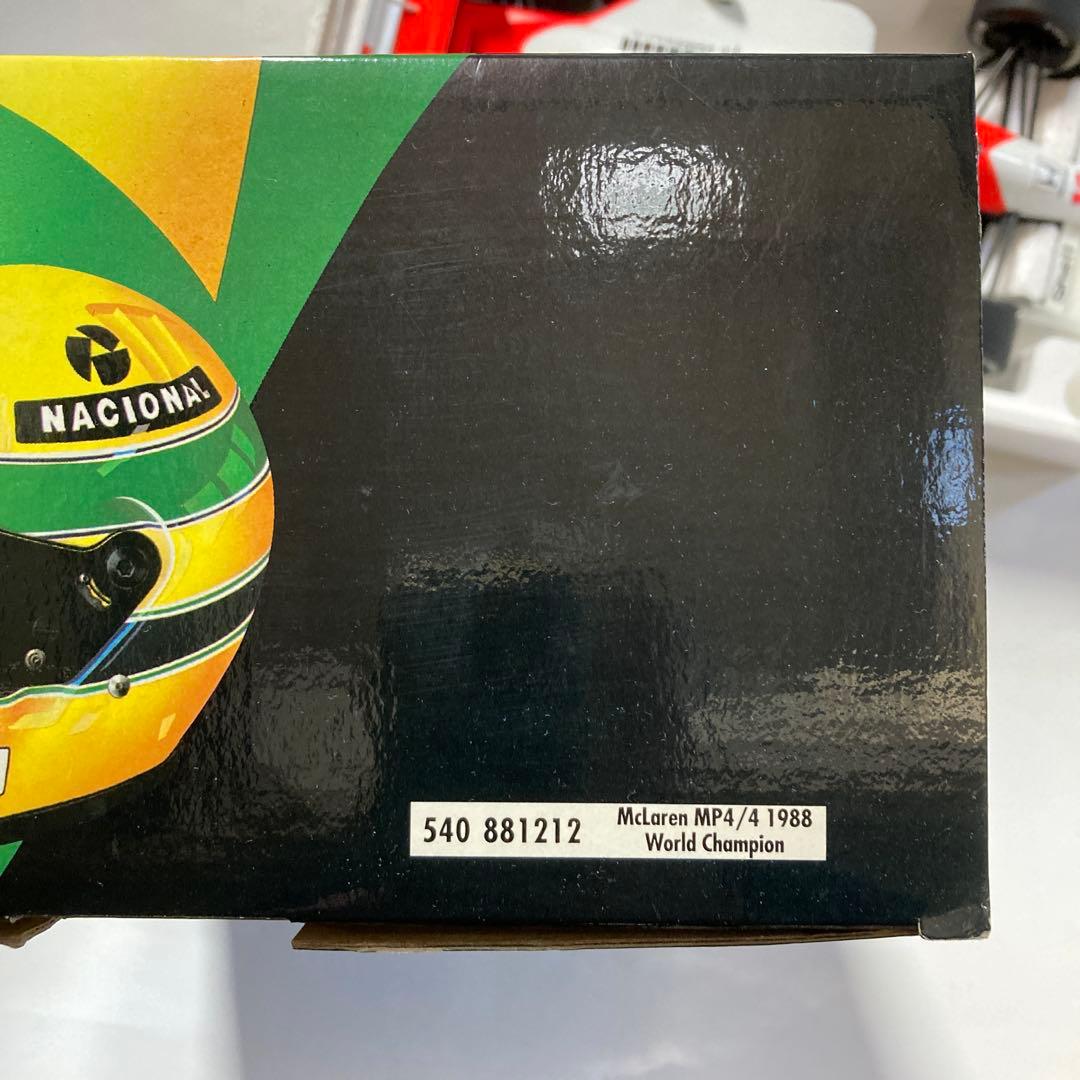 NACIONAL
540 881212
McLaren MP4/4 1988
World Champion